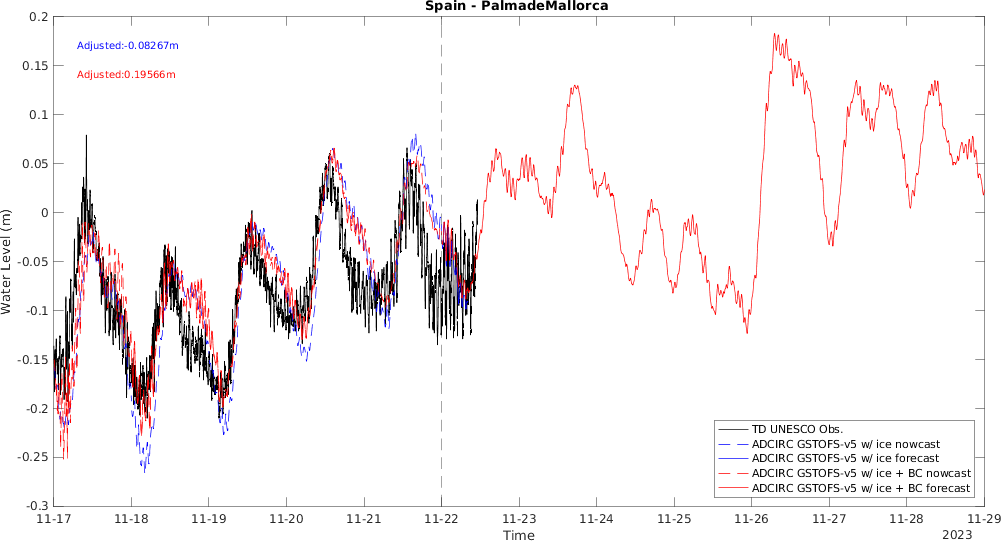 Spain - PalmadeMallorca
Adjusted:-0.08267m
Adjusted:0.19566m
Water Level (m)
0.2
0.15
0.1
0.05
0
-0.05
-0.1
-0.15
-0.2
-0.25
-0.3
TD UNESCO Obs.
ADCIRC GSTOFS-v5 w/ ice nowcast
ADCIRC GSTOFS-v5 w/ ice forecast
ADCIRC GSTOFS-v5 w/ ice + BC nowcast
ADCIRC GSTOFS-v5 w/ ice + BC forecast
11-17 11-18 11-19 11-20 11-21 11-22 11-23 11-24 11-25 11-26 11-27 11-28 11-29
Time
2023